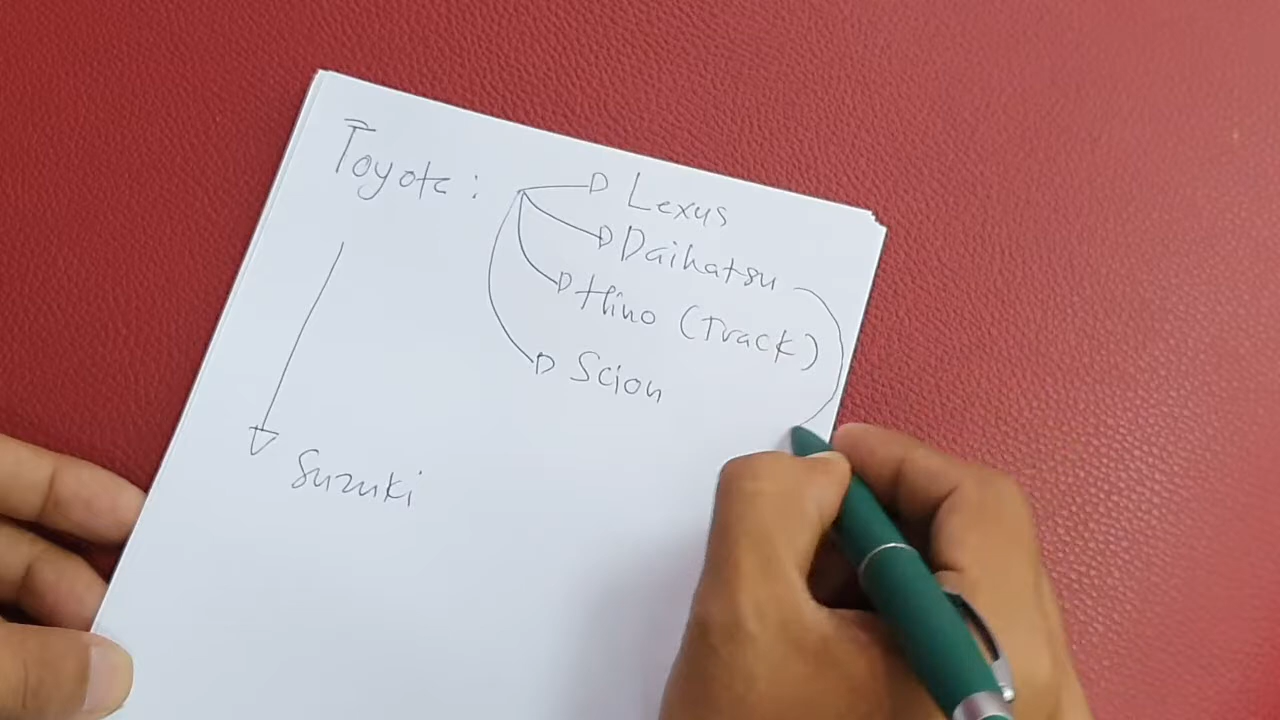 Toyota :
Lexus
Daihatsu
Hino (Track)
Scion
Suzuki